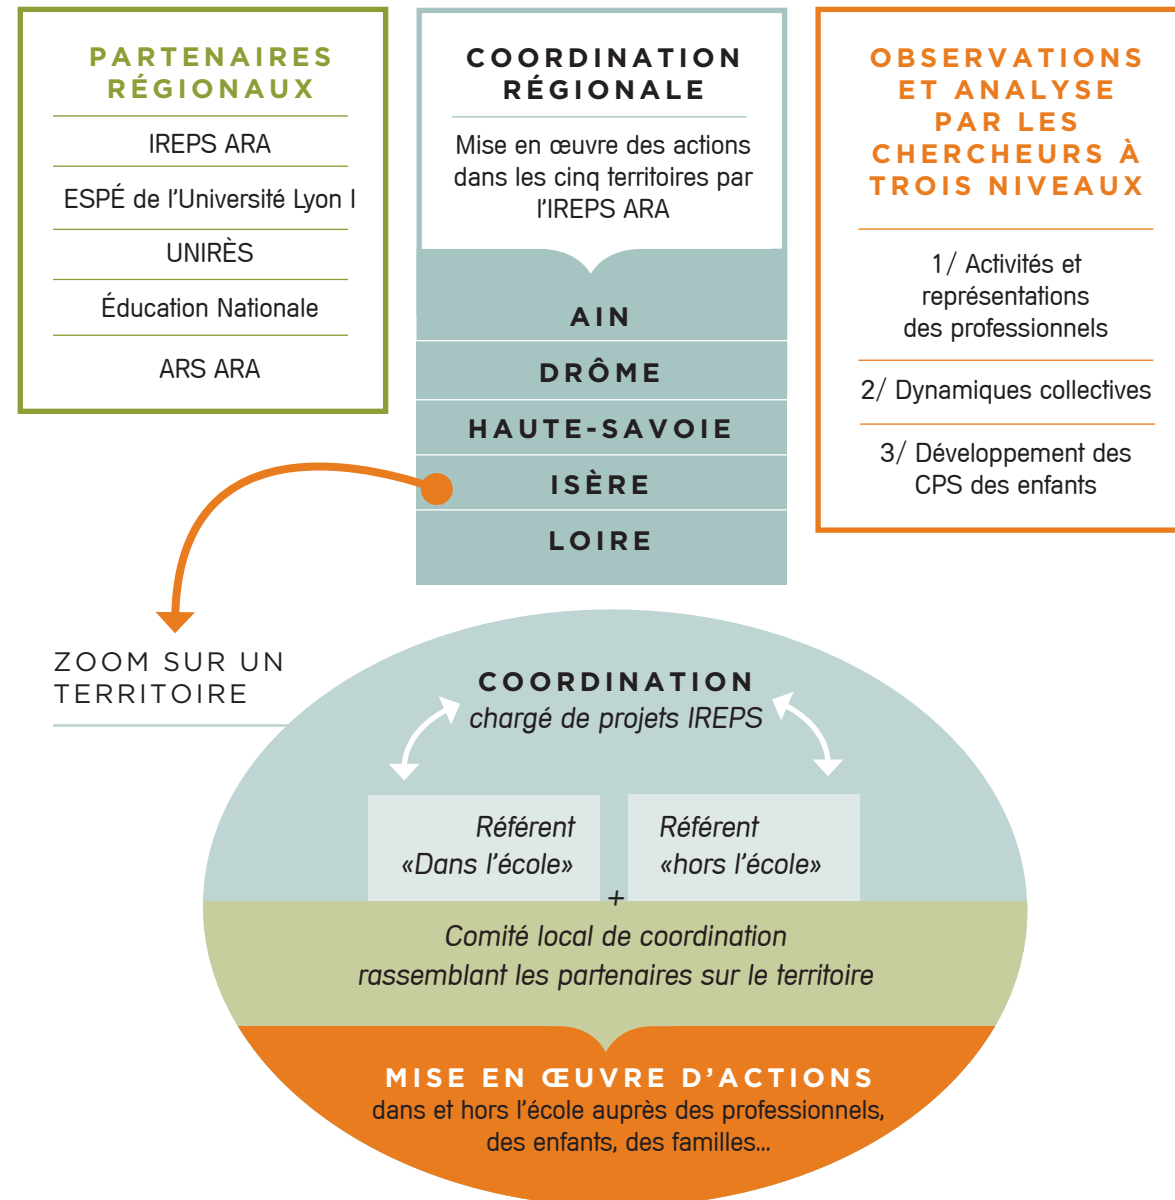 PARTENAIRES
RÉGIONAUX
IREPS ARA
ESPÉ de l'Université Lyon I
UNIRÈS
Éducation Nationale
ARS ARA
COORDINATION
RÉGIONALE
Mise en œuvre des actions
dans les cinq territoires par
l'IREPS ARA
AIN
DRÔME
HAUTE-SAVOIE
ISÈRE
LOIRE
OBSERVATIONS
ET ANALYSE
PAR LES
CHERCHEURS À
TROIS NIVEAUX
1/ Activités et
représentations
des professionnels
2/ Dynamiques collectives
3/ Développement des
CPS des enfants
ZOOM SUR UN
TERRITOIRE
COORDINATION
chargé de projets IREPS
Référent
«Dans l'école»
Référent
«hors l'école»
+
Comité local de coordination
rassemblant les partenaires sur le territoire
MISE EN ŒUVRE D'ACTIONS
dans et hors l'école auprès des professionnels,
des enfants, des familles...